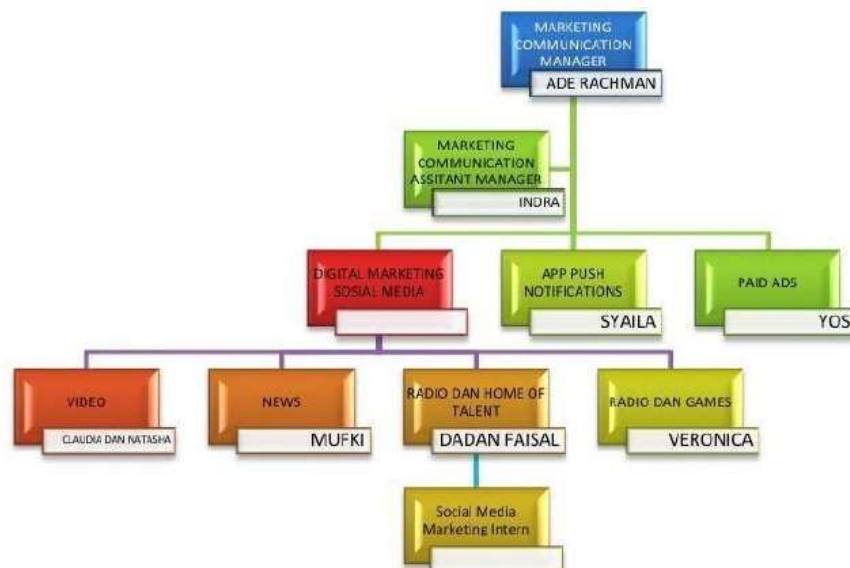 MARKETING
COMMUNICATION
MANAGER
ADE RACHMAN
MARKETING
COMMUNICATION
ASSITANT MANAGER
INDRA
DIGITAL MARKETING
SOSIAL MEDIA
APP PUSH
NOTIFICATIONS
SYAILA
PAID ADS
YOS
VIDEO
CLAUDIA DAN NATASHA
NEWS
MUFKI
RADIO DAN HOME OF
TALENT
DADAN FAISAL
RADIO DAN GAMES
VERONICA
Social Media
Marketing Intern